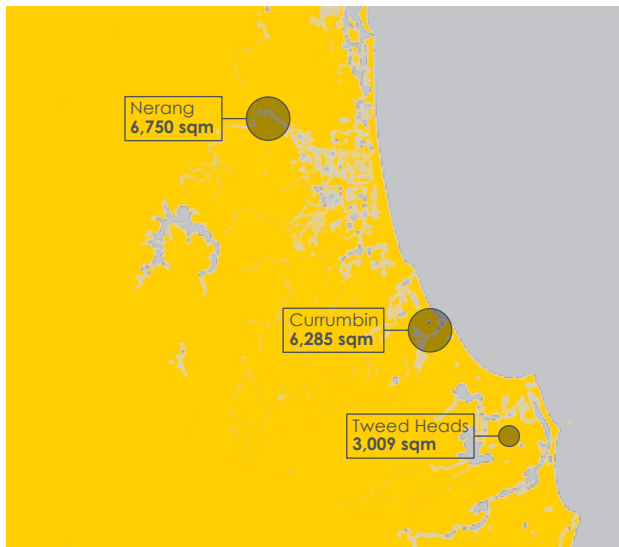 Nerang
6,750 sqm
Currumbin
6,285 sqm
Tweed Heads
3,009 sqm